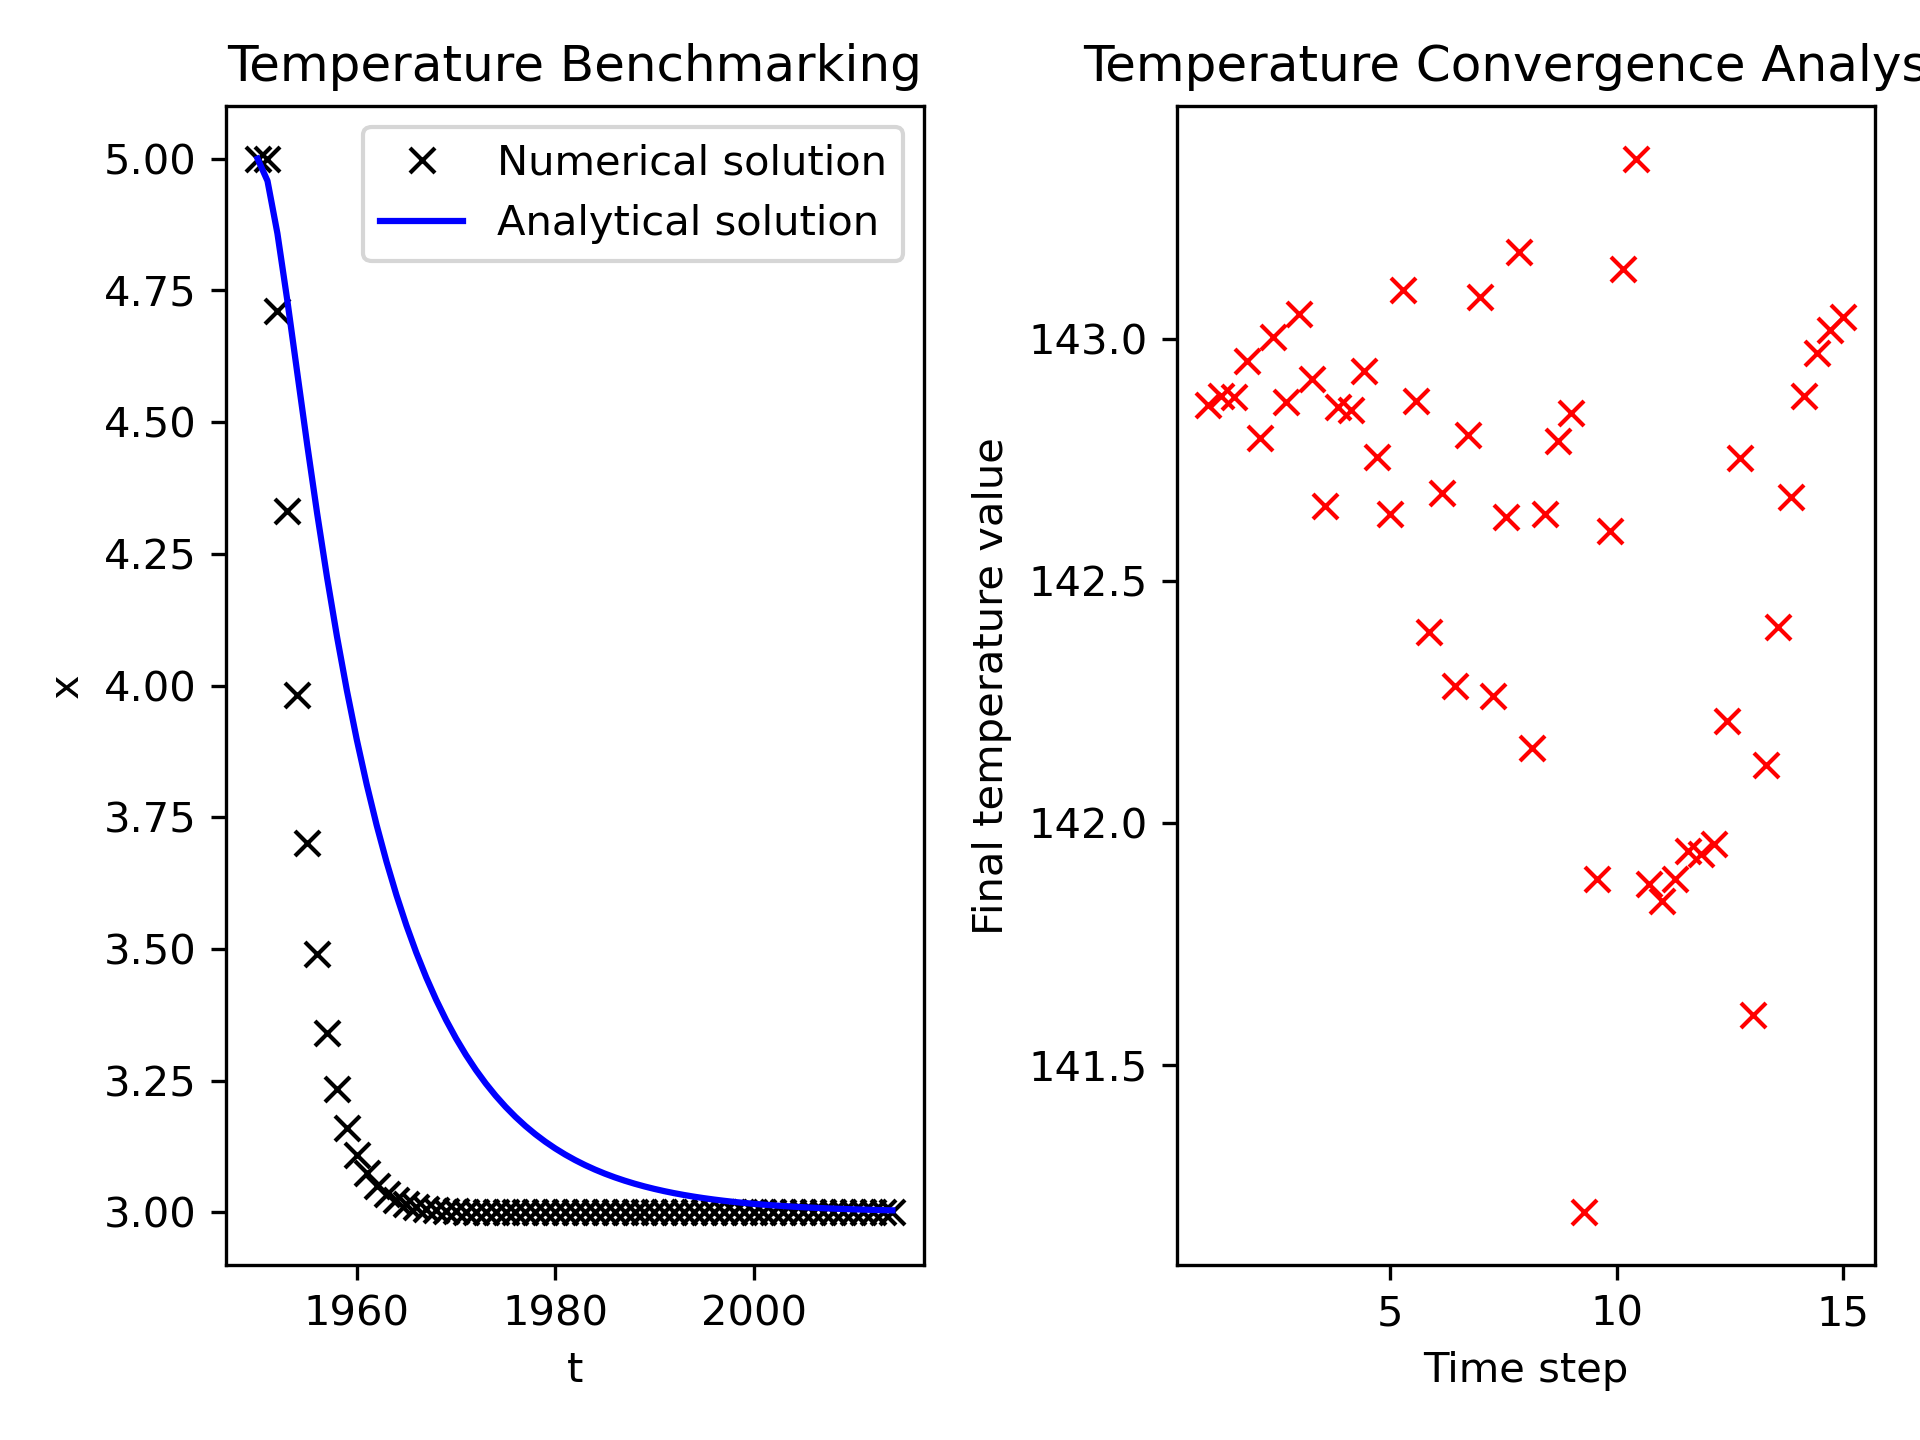 Temperature Benchmarking
5.00
4.75
4.50
4.25
4.00
3.75
3.50
3.25
3.00
x
1960 1980 2000
t
Numerical solution
Analytical solution
Temperature Convergence Analys
143.0
142.5
142.0
141.5
Final temperature value
5 10 15
Time step